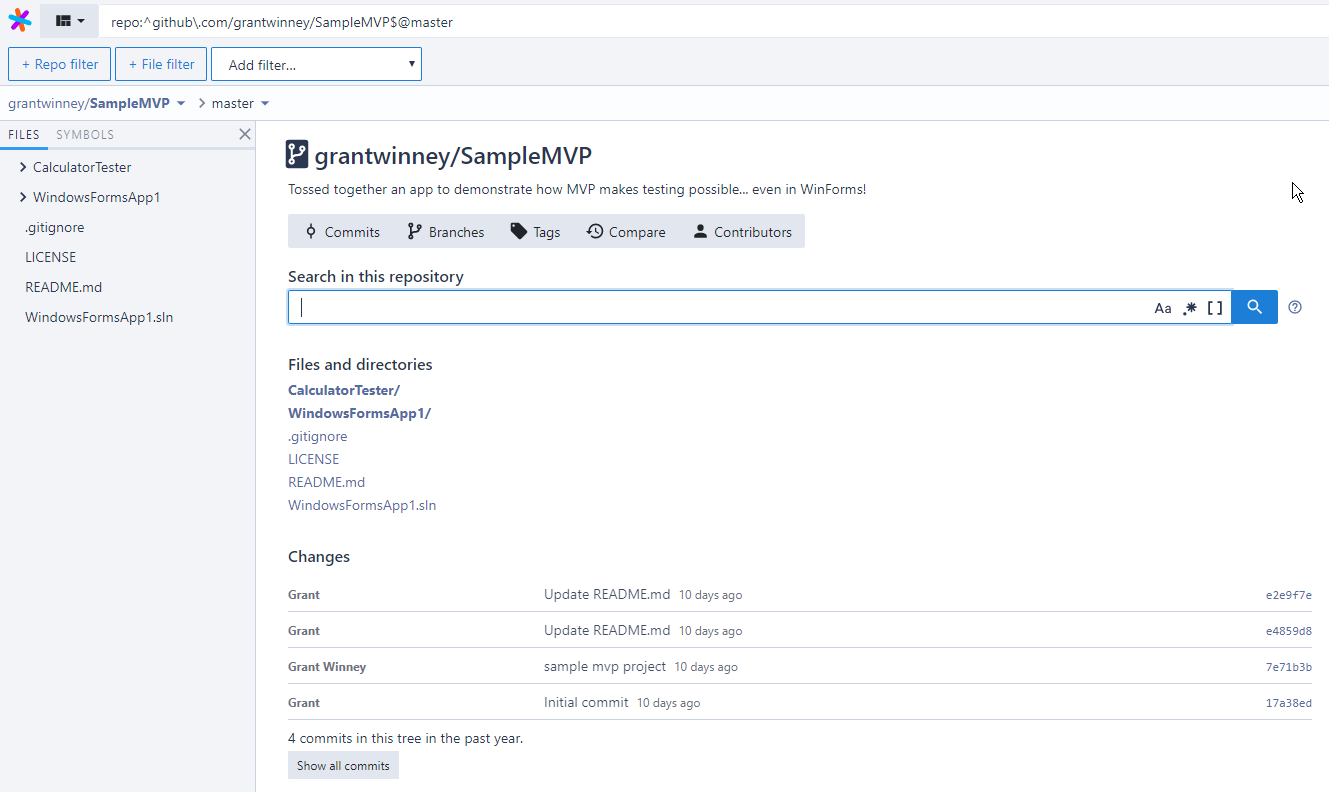 repo:^github\.com/grantwinney/SampleMVP$@master
+ Repo filter + File filter Add filter...
grantwinney/SampleMVP master
FILES SYMBOLS
CalculatorTester
WindowsFormsApp1
.gitignore
LICENSE
README.md
WindowsFormsApp1.sln
grantwinney/SampleMVP
Tossed together an app to demonstrate how MVP makes testing possible... even in WinForms!
Commits Branches Tags Compare Contributors
Search in this repository
Aa .* [ ]
Files and directories
CalculatorTester/
WindowsFormsApp1/
.gitignore
LICENSE
README.md
WindowsFormsApp1.sln
Changes
Grant Update README.md 10 days ago e2e9f7e
Grant Update README.md 10 days ago e4859d8
Grant Winney sample mvp project 10 days ago 7e71b3b
Grant Initial commit 10 days ago 17a38ed
4 commits in this tree in the past year.
Show all commits